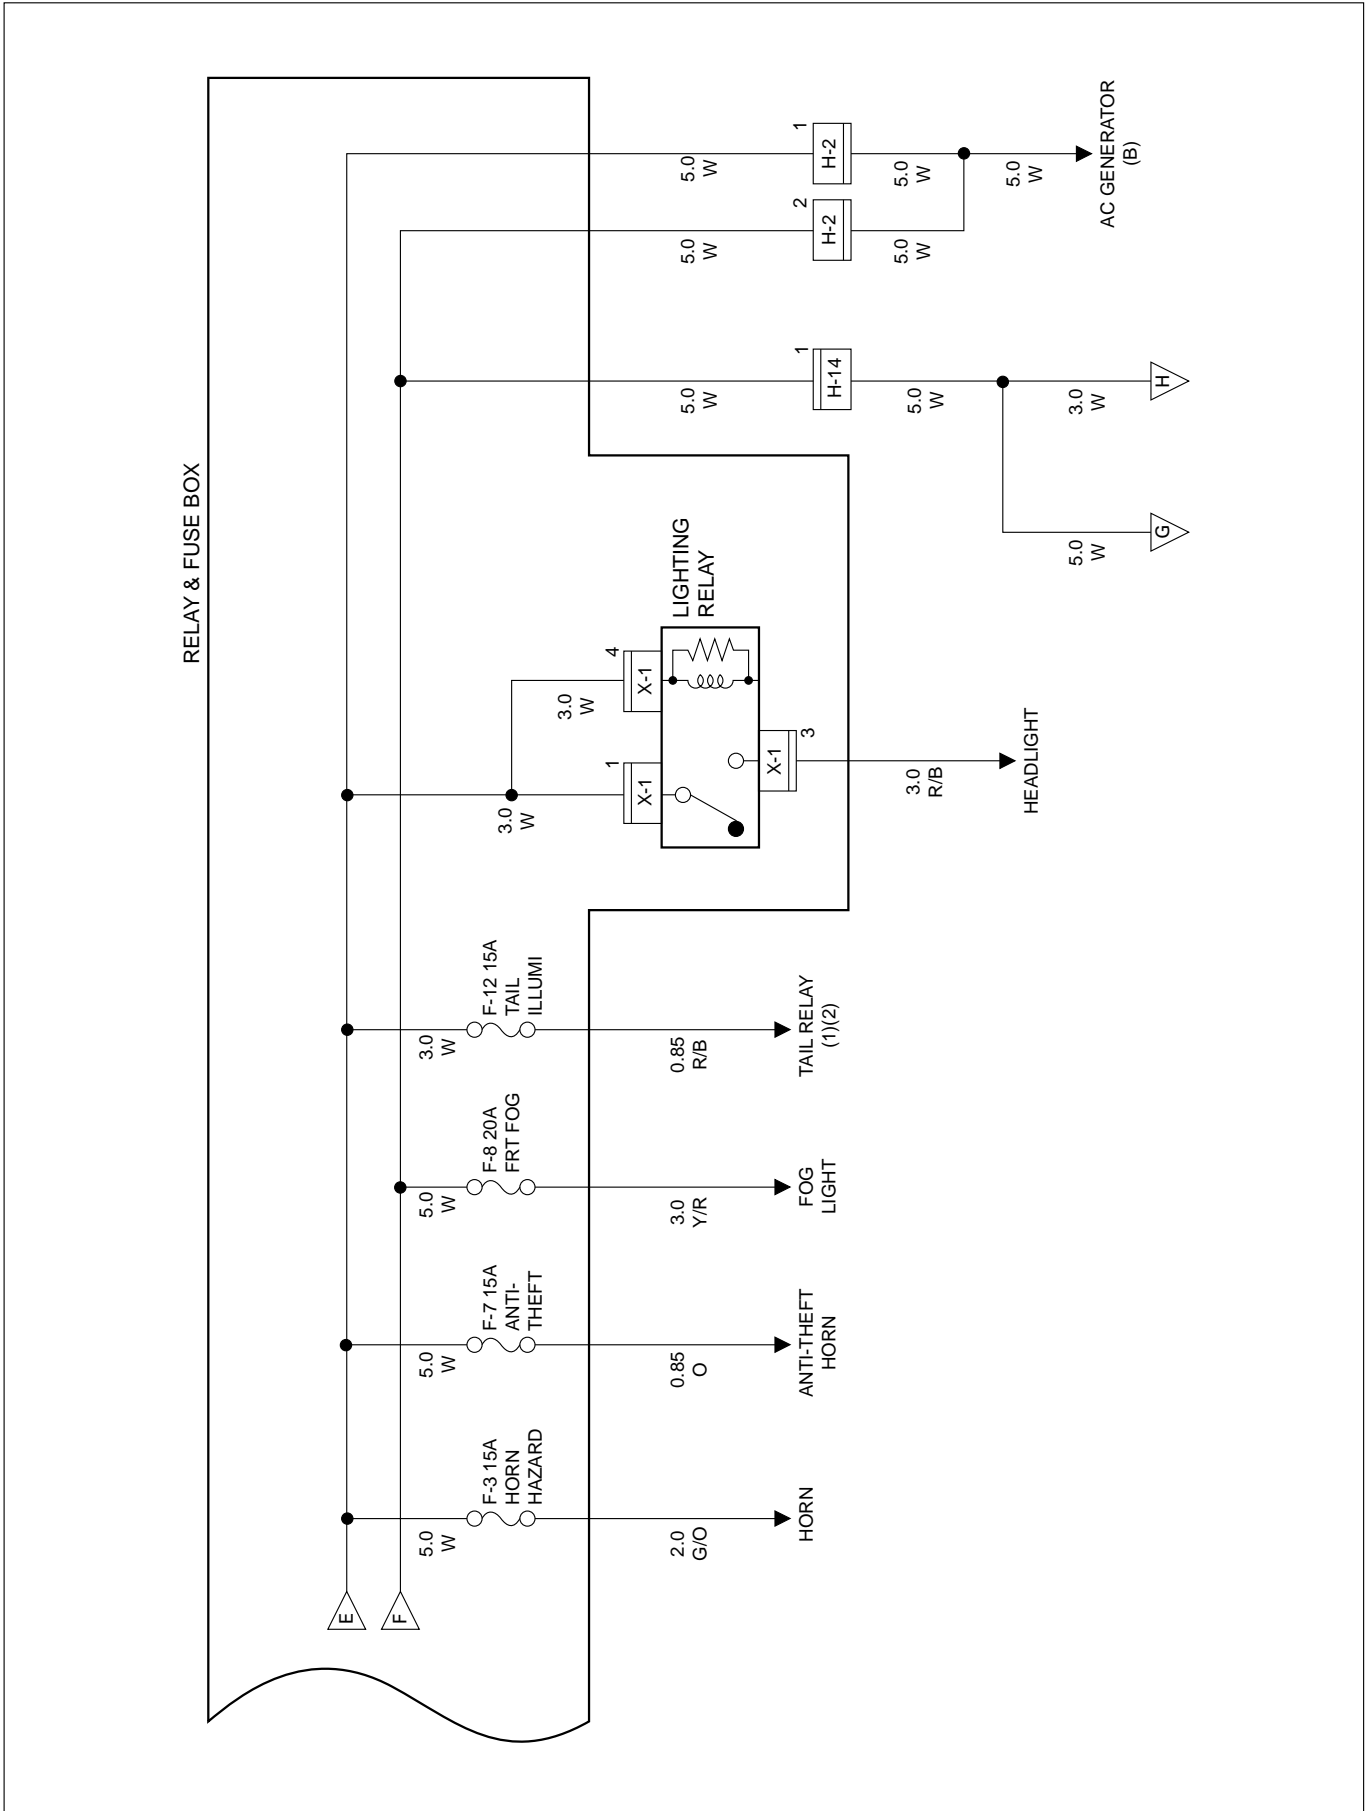 RELAY & FUSE BOX
E
F
5.0
W
F-3 15A
HORN
HAZARD
2.0
G/O
HORN
5.0
W
F-7 15A
ANTI-
THEFT
0.85
O
ANTI-THEFT
HORN
5.0
W
F-8 20A
FRT FOG
3.0
Y/R
FOG
LIGHT
3.0
W
F-12 15A
TAIL
ILLUMI
0.85
R/B
TAIL RELAY
(1)(2)
3.0
W
3.0
W
X-1
1
X-1
4
LIGHTING
RELAY
X-1
3
3.0
R/B
HEADLIGHT
5.0
W
H-14
1
5.0
W
5.0
W
G
3.0
W
H
5.0
W
H-2
2
5.0
W
5.0
W
H-2
1
5.0
W
5.0
W
AC GENERATOR
(B)